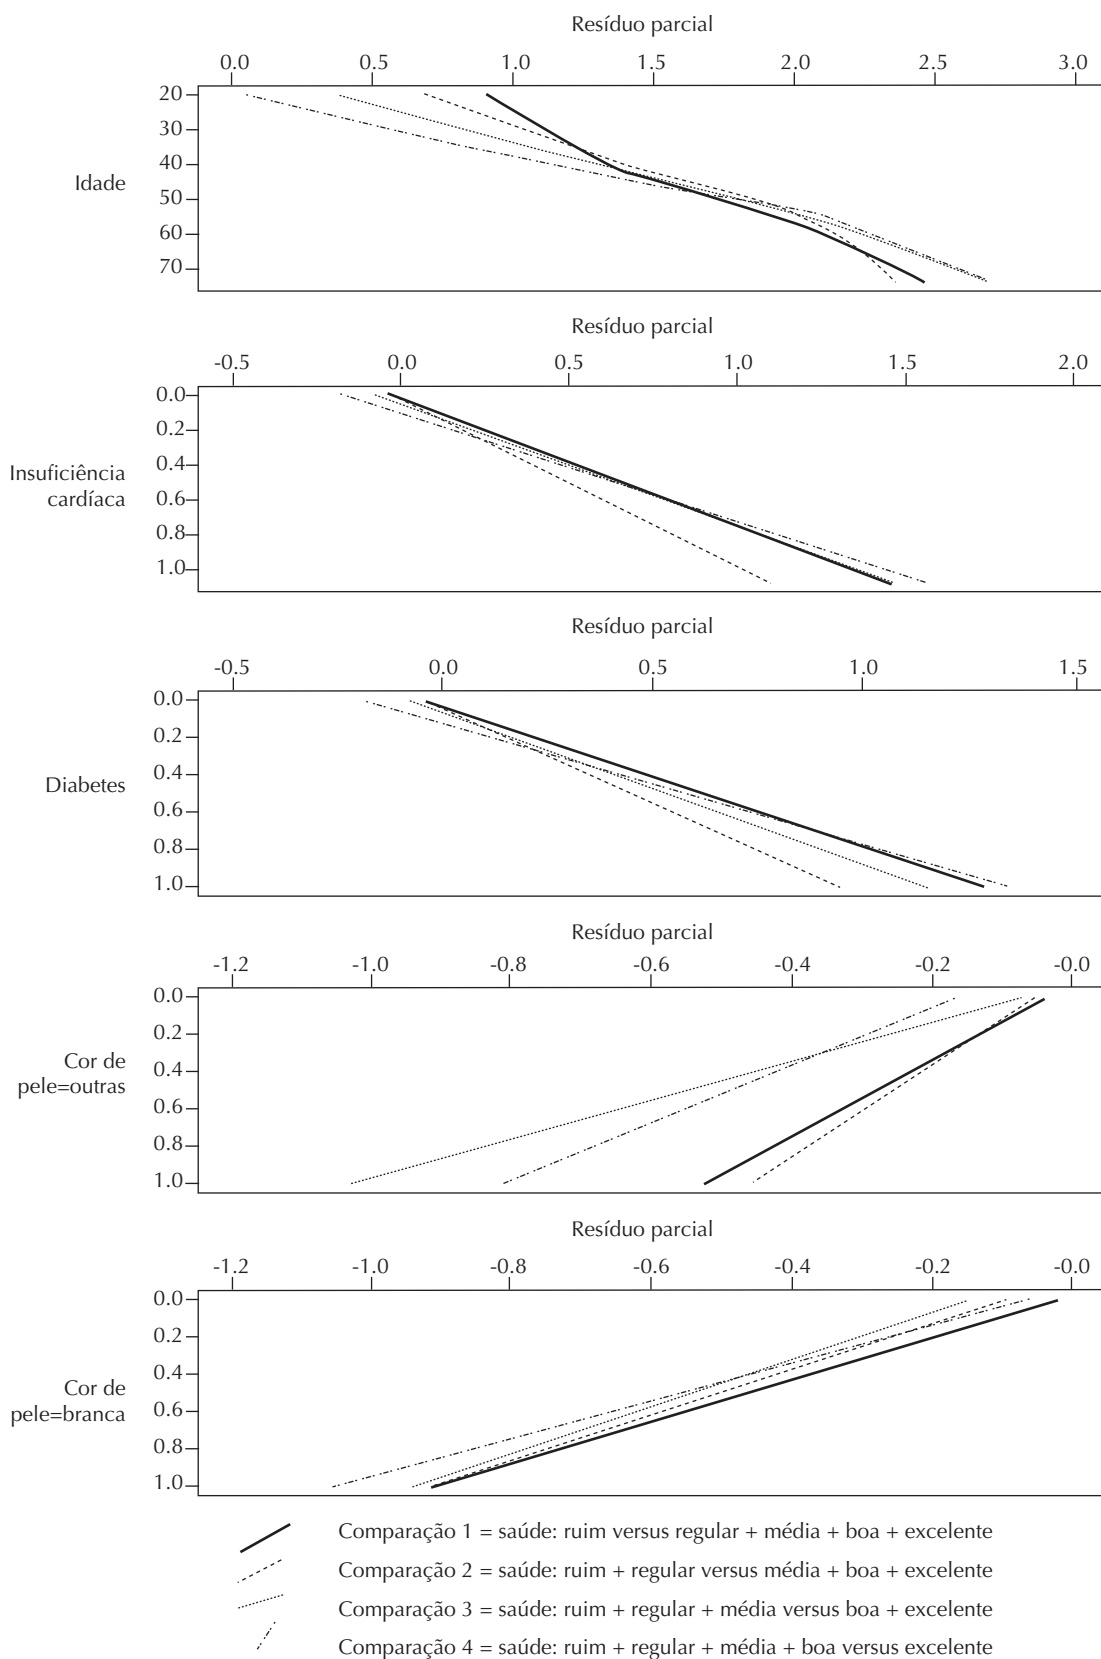 Resíduo parcial
0.0 0.5 1.0 1.5 2.0 2.5 3.0
20
30
40
Idade
50
60
70
Resíduo parcial
-0.5 0.0 0.5 1.0 1.5 2.0
0.0
0.2
0.4
Insuficiência
cardíaca
0.6
0.8
1.0
Resíduo parcial
-0.5 0.0 0.5 1.0 1.5
0.0
0.2
0.4
Diabetes
0.6
0.8
1.0
Resíduo parcial
-1.2 -1.0 -0.8 -0.6 -0.4 -0.2 -0.0
0.0
0.2
Cor de
0.4
pele=outras
0.6
0.8
1.0
Resíduo parcial
-1.2 -1.0 -0.8 -0.6 -0.4 -0.2 -0.0
0.0
0.2
0.4
Cor de
pele=branca
0.6
0.8
1.0
Comparação 1 = saúde: ruim versus regular + média + boa + excelente
Comparação 2 = saúde: ruim + regular versus média + boa + excelente
Comparação 3 = saúde: ruim + regular + média versus boa + excelente
Comparação 4 = saúde: ruim + regular + média + boa versus excelente